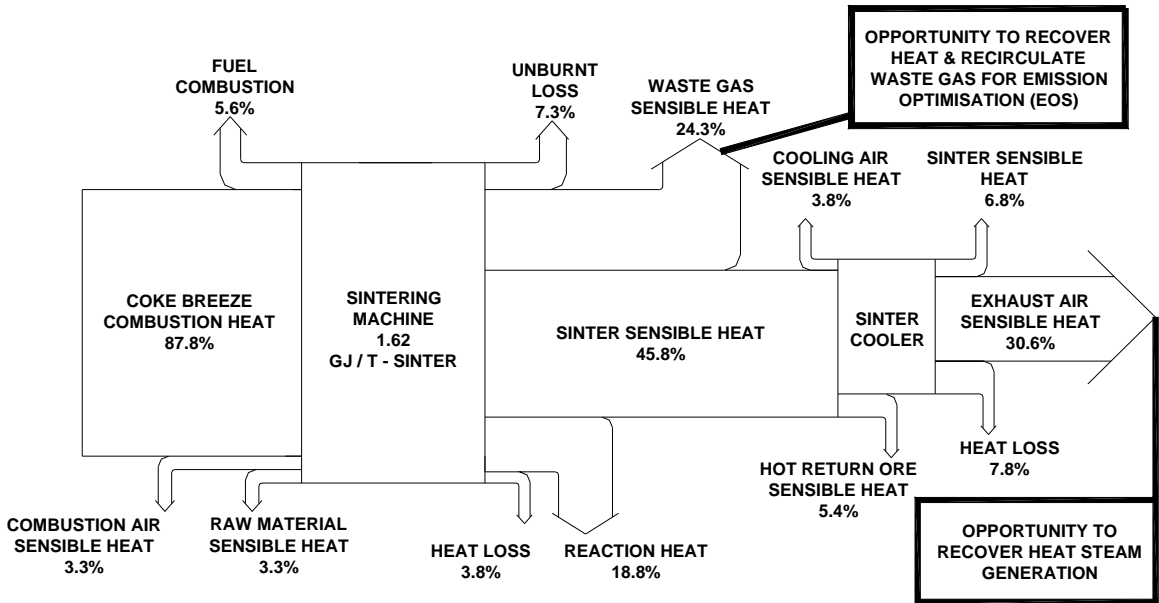 OPPORTUNITY TO RECOVER
HEAT & RECIRCULATE
WASTE GAS FOR EMISSION
OPTIMISATION (EOS)
FUEL
COMBUSTION
5.6%
UNBURNT
LOSS
7.3%
WASTE GAS
SENSIBLE HEAT
24.3%
COOLING AIR
SENSIBLE HEAT
3.8%
SINTER SENSIBLE
HEAT
6.8%
COKE BREEZE
COMBUSTION HEAT
87.8%
SINTERING
MACHINE
1.62
GJ / T - SINTER
SINTER SENSIBLE HEAT
45.8%
SINTER
COOLER
EXHAUST AIR
SENSIBLE HEAT
30.6%
COMBUSTION AIR
SENSIBLE HEAT
3.3%
RAW MATERIAL
SENSIBLE HEAT
3.3%
HEAT LOSS
3.8%
REACTION HEAT
18.8%
HOT RETURN ORE
SENSIBLE HEAT
5.4%
HEAT LOSS
7.8%
OPPORTUNITY TO
RECOVER HEAT STEAM
GENERATION